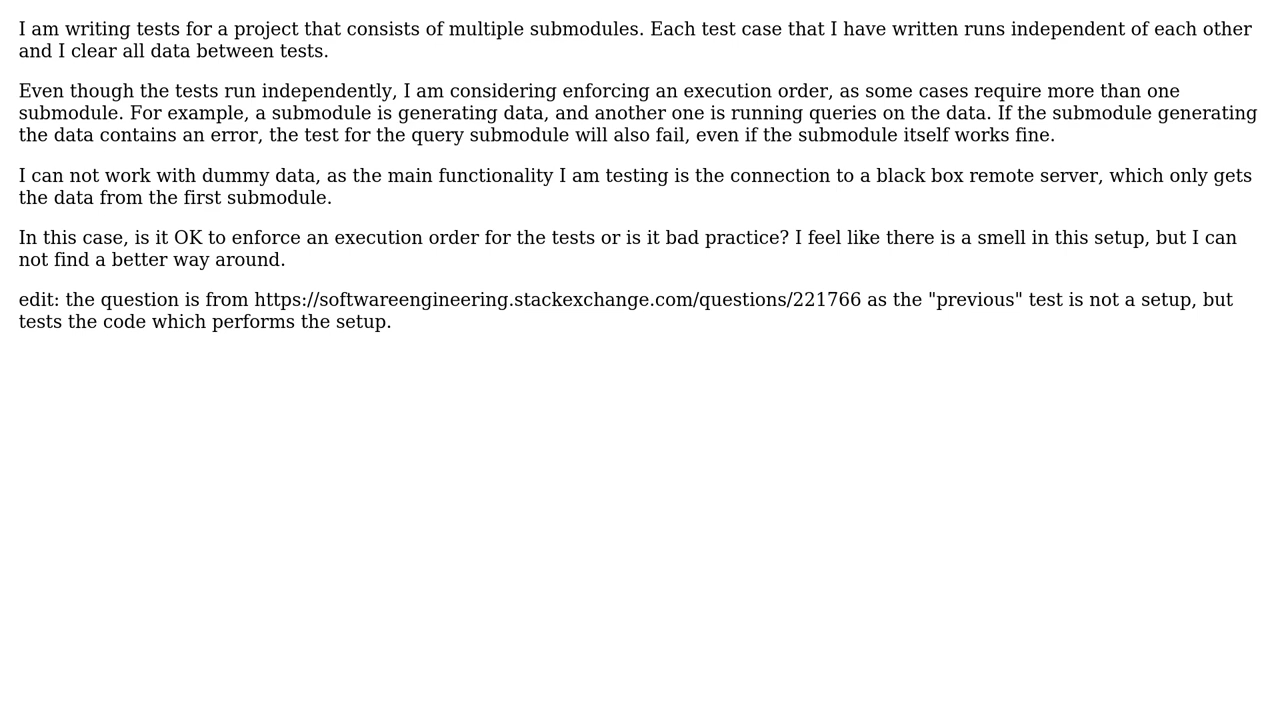 I am writing tests for a project that consists of multiple submodules. Each test case that I have written runs independent of each other
and I clear all data between tests.
Even though the tests run independently, I am considering enforcing an execution order, as some cases require more than one
submodule. For example, a submodule is generating data, and another one is running queries on the data. If the submodule generating
the data contains an error, the test for the query submodule will also fail, even if the submodule itself works fine.
I can not work with dummy data, as the main functionality I am testing is the connection to a black box remote server, which only gets
the data from the first submodule.
In this case, is it OK to enforce an execution order for the tests or is it bad practice? I feel like there is a smell in this setup, but I can
not find a better way around.
edit: the question is from https://softwareengineering.stackexchange.com/questions/221766 as the "previous" test is not a setup, but
tests the code which performs the setup.